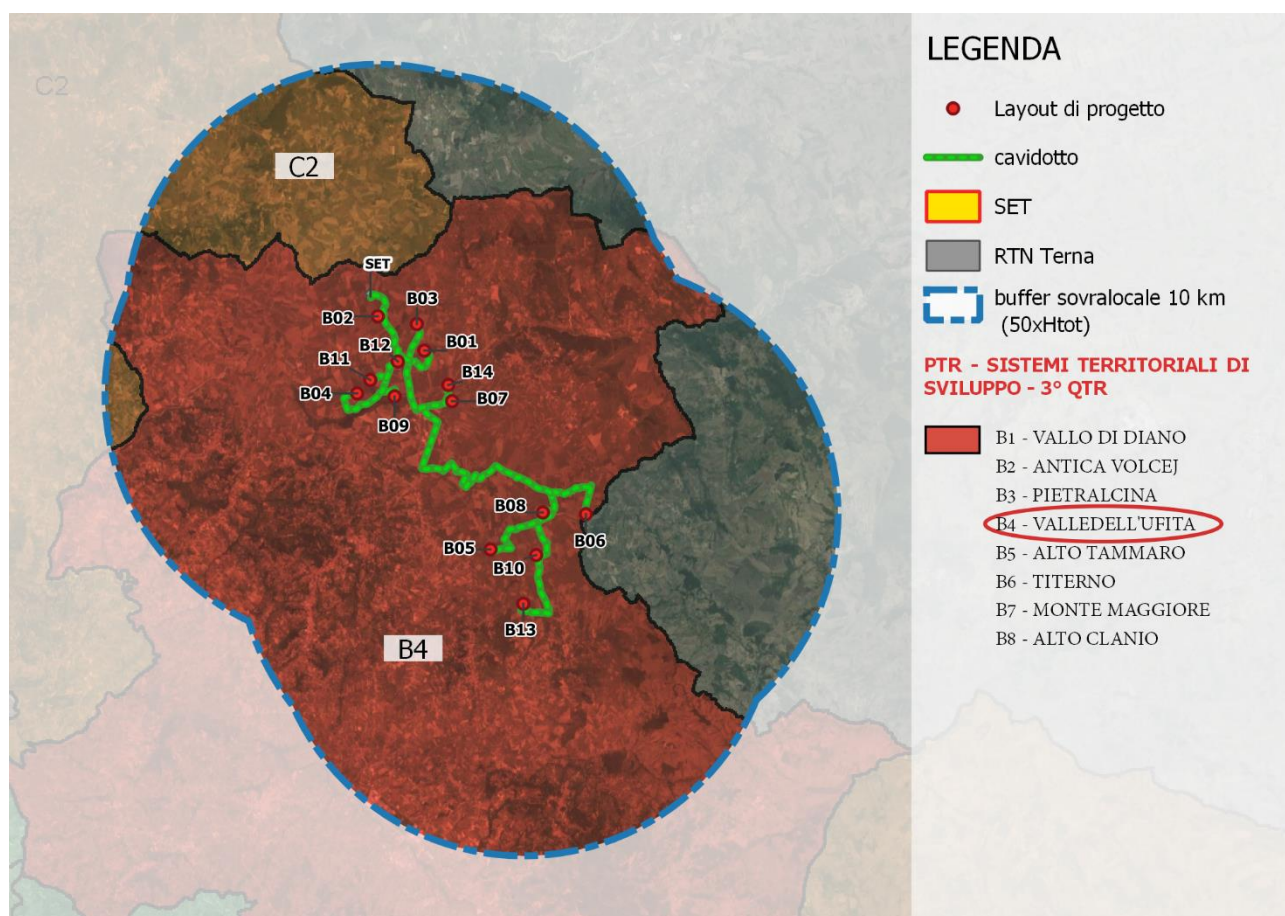 C2
C2
SET
B03
B02
B12
B01
B11
B14
B04
B07
B09
B08
B06
B05
B10
B13
B4
LEGENDA
Layout di progetto
cavidotto
SET
RTN Terna
buffer sovralocale 10 km
(50xHtot)
PTR - SISTEMI TERRITORIALI DI
SVILUPPO - 3° QTR
B1 - VALLO DI DIANO
B2 - ANTICA VOLCEJ
B3 - PIETRALCINA
B4 - VALLEDELL'UFITA
B5 - ALTO TAMMARO
B6 - TITERNO
B7 - MONTE MAGGIORE
B8 - ALTO CLANIO